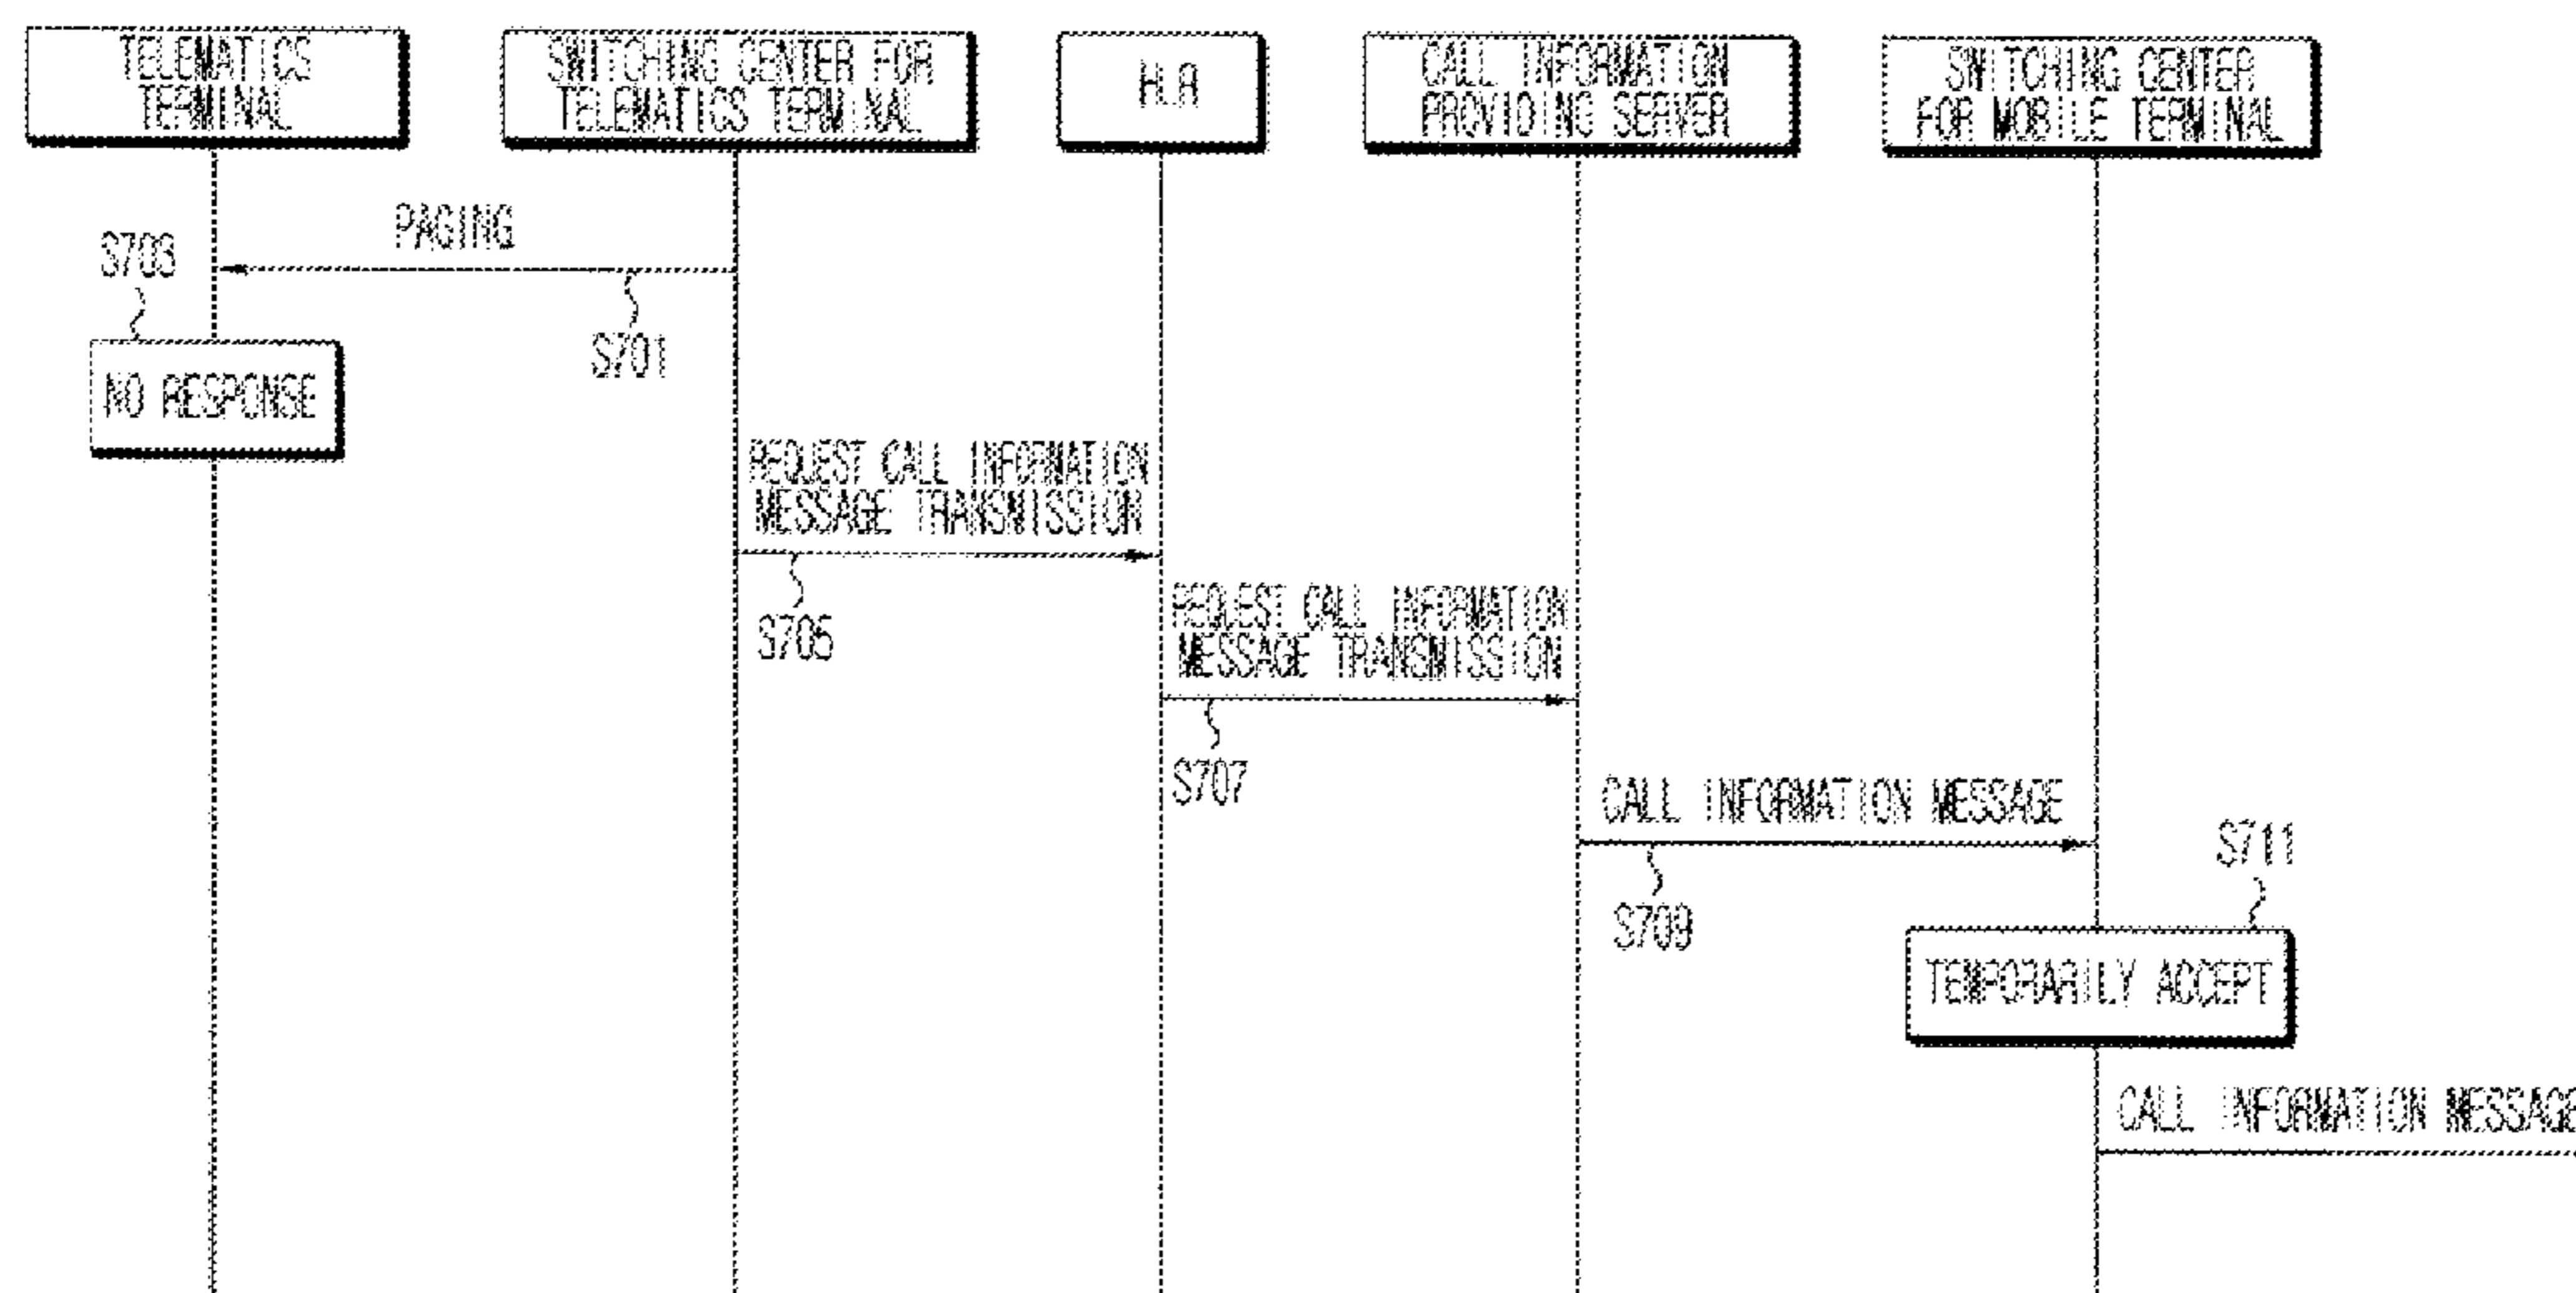 TELEMATICS
TERMINAL
SWITCHING CENTER FOR
TELEMATICS TERMINAL
HLR
CALL INFORMATION
PROVIDING SERVER
SWITCHING CENTER
FOR MOBILE TERMINAL
PAGING
S703
S701
NO RESPONSE
REQUEST CALL INFORMATION
MESSAGE TRANSMISSION
S705
REQUEST CALL INFORMATION
MESSAGE TRANSMISSION
S707
CALL INFORMATION MESSAGE
S709
S711
TEMPORARILY ACCEPT
CALL INFORMATION MESSAGE